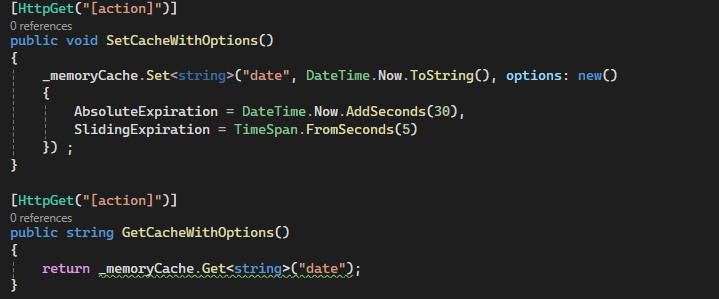 [HttpGet("[action]")]
0 references
public void SetCacheWithOptions()
{
    _memoryCache.Set<string>("date", DateTime.Now.ToString(), options: new()
    {
        AbsoluteExpiration = DateTime.Now.AddSeconds(30),
        SlidingExpiration = TimeSpan.FromSeconds(5)
    }) ;
}

[HttpGet("[action]")]
0 references
public string GetCacheWithOptions()
{
    return _memoryCache.Get<string>("date");
}